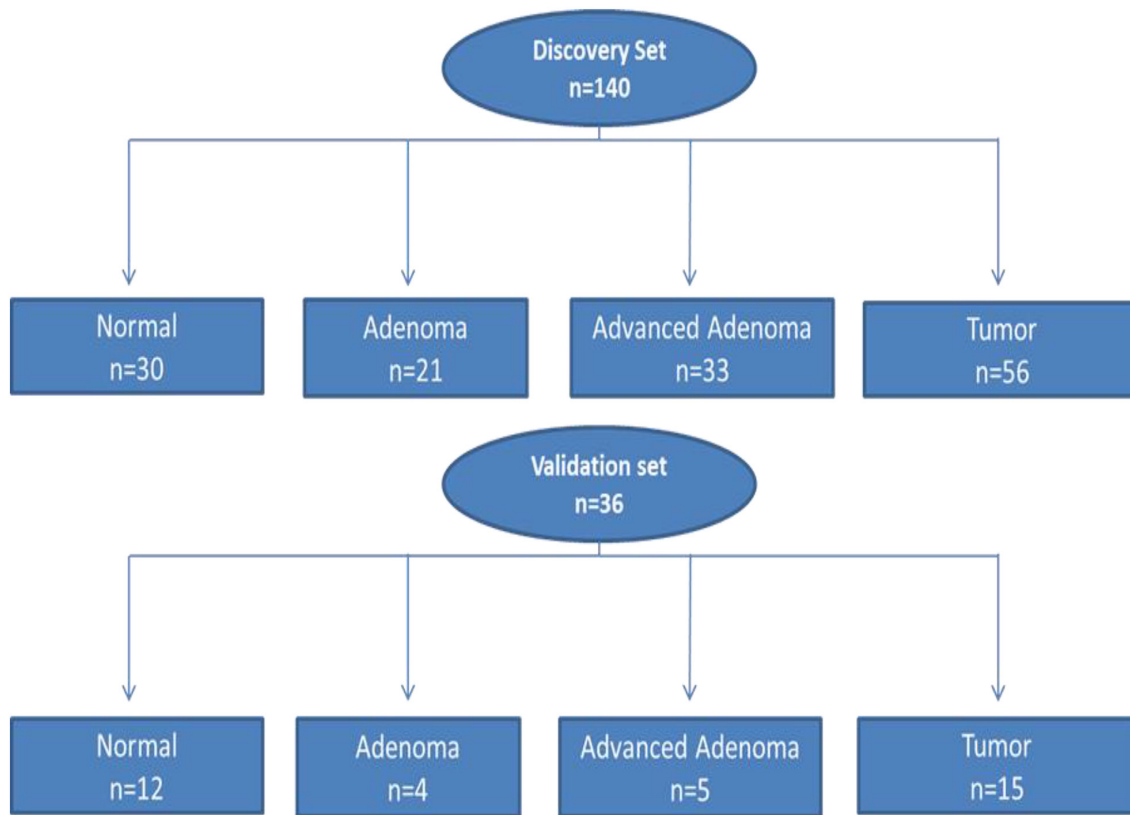 Discovery Set
n=140
Normal
n=30
Adenoma
n=21
Advanced Adenoma
n=33
Tumor
n=56
Validation set
n=36
Normal
n=12
Adenoma
n=4
Advanced Adenoma
n=5
Tumor
n=15